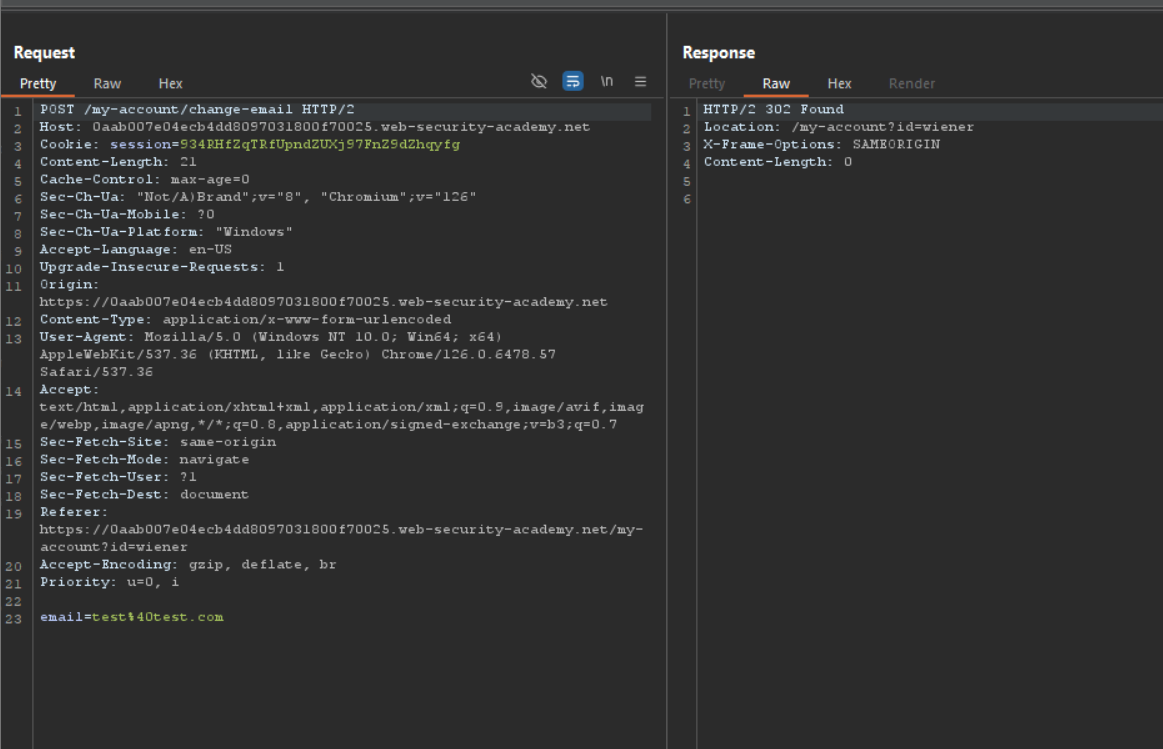 Request
Pretty Raw Hex \n
1 POST /my-account/change-email HTTP/2
2 Host: 0aab007e04ecb4dd8097031800f70025.web-security-academy.net
3 Cookie: session=934RHfZqTRfUpndZUXj97FnZ9dZhqyfg
4 Content-Length: 21
5 Cache-Control: max-age=0
6 Sec-Ch-Ua: "Not/A)Brand";v="8", "Chromium";v="126"
7 Sec-Ch-Ua-Mobile: ?0
8 Sec-Ch-Ua-Platform: "Windows"
9 Accept-Language: en-US
10 Upgrade-Insecure-Requests: 1
11 Origin:
https://0aab007e04ecb4dd8097031800f70025.web-security-academy.net
12 Content-Type: application/x-www-form-urlencoded
13 User-Agent: Mozilla/5.0 (Windows NT 10.0; Win64; x64)
AppleWebKit/537.36 (KHTML, like Gecko) Chrome/126.0.6478.57
Safari/537.36
14 Accept:
text/html,application/xhtml+xml,application/xml;q=0.9,image/avif,imag
e/webp,image/apng,*/*;q=0.8,application/signed-exchange;v=b3;q=0.7
15 Sec-Fetch-Site: same-origin
16 Sec-Fetch-Mode: navigate
17 Sec-Fetch-User: ?1
18 Sec-Fetch-Dest: document
19 Referer:
https://0aab007e04ecb4dd8097031800f70025.web-security-academy.net/my-
account?id=wiener
20 Accept-Encoding: gzip, deflate, br
21 Priority: u=0, i
22
23 email=test%40test.com
Response
Pretty Raw Hex Render
1 HTTP/2 302 Found
2 Location: /my-account?id=wiener
3 X-Frame-Options: SAMEORIGIN
4 Content-Length: 0
5
6